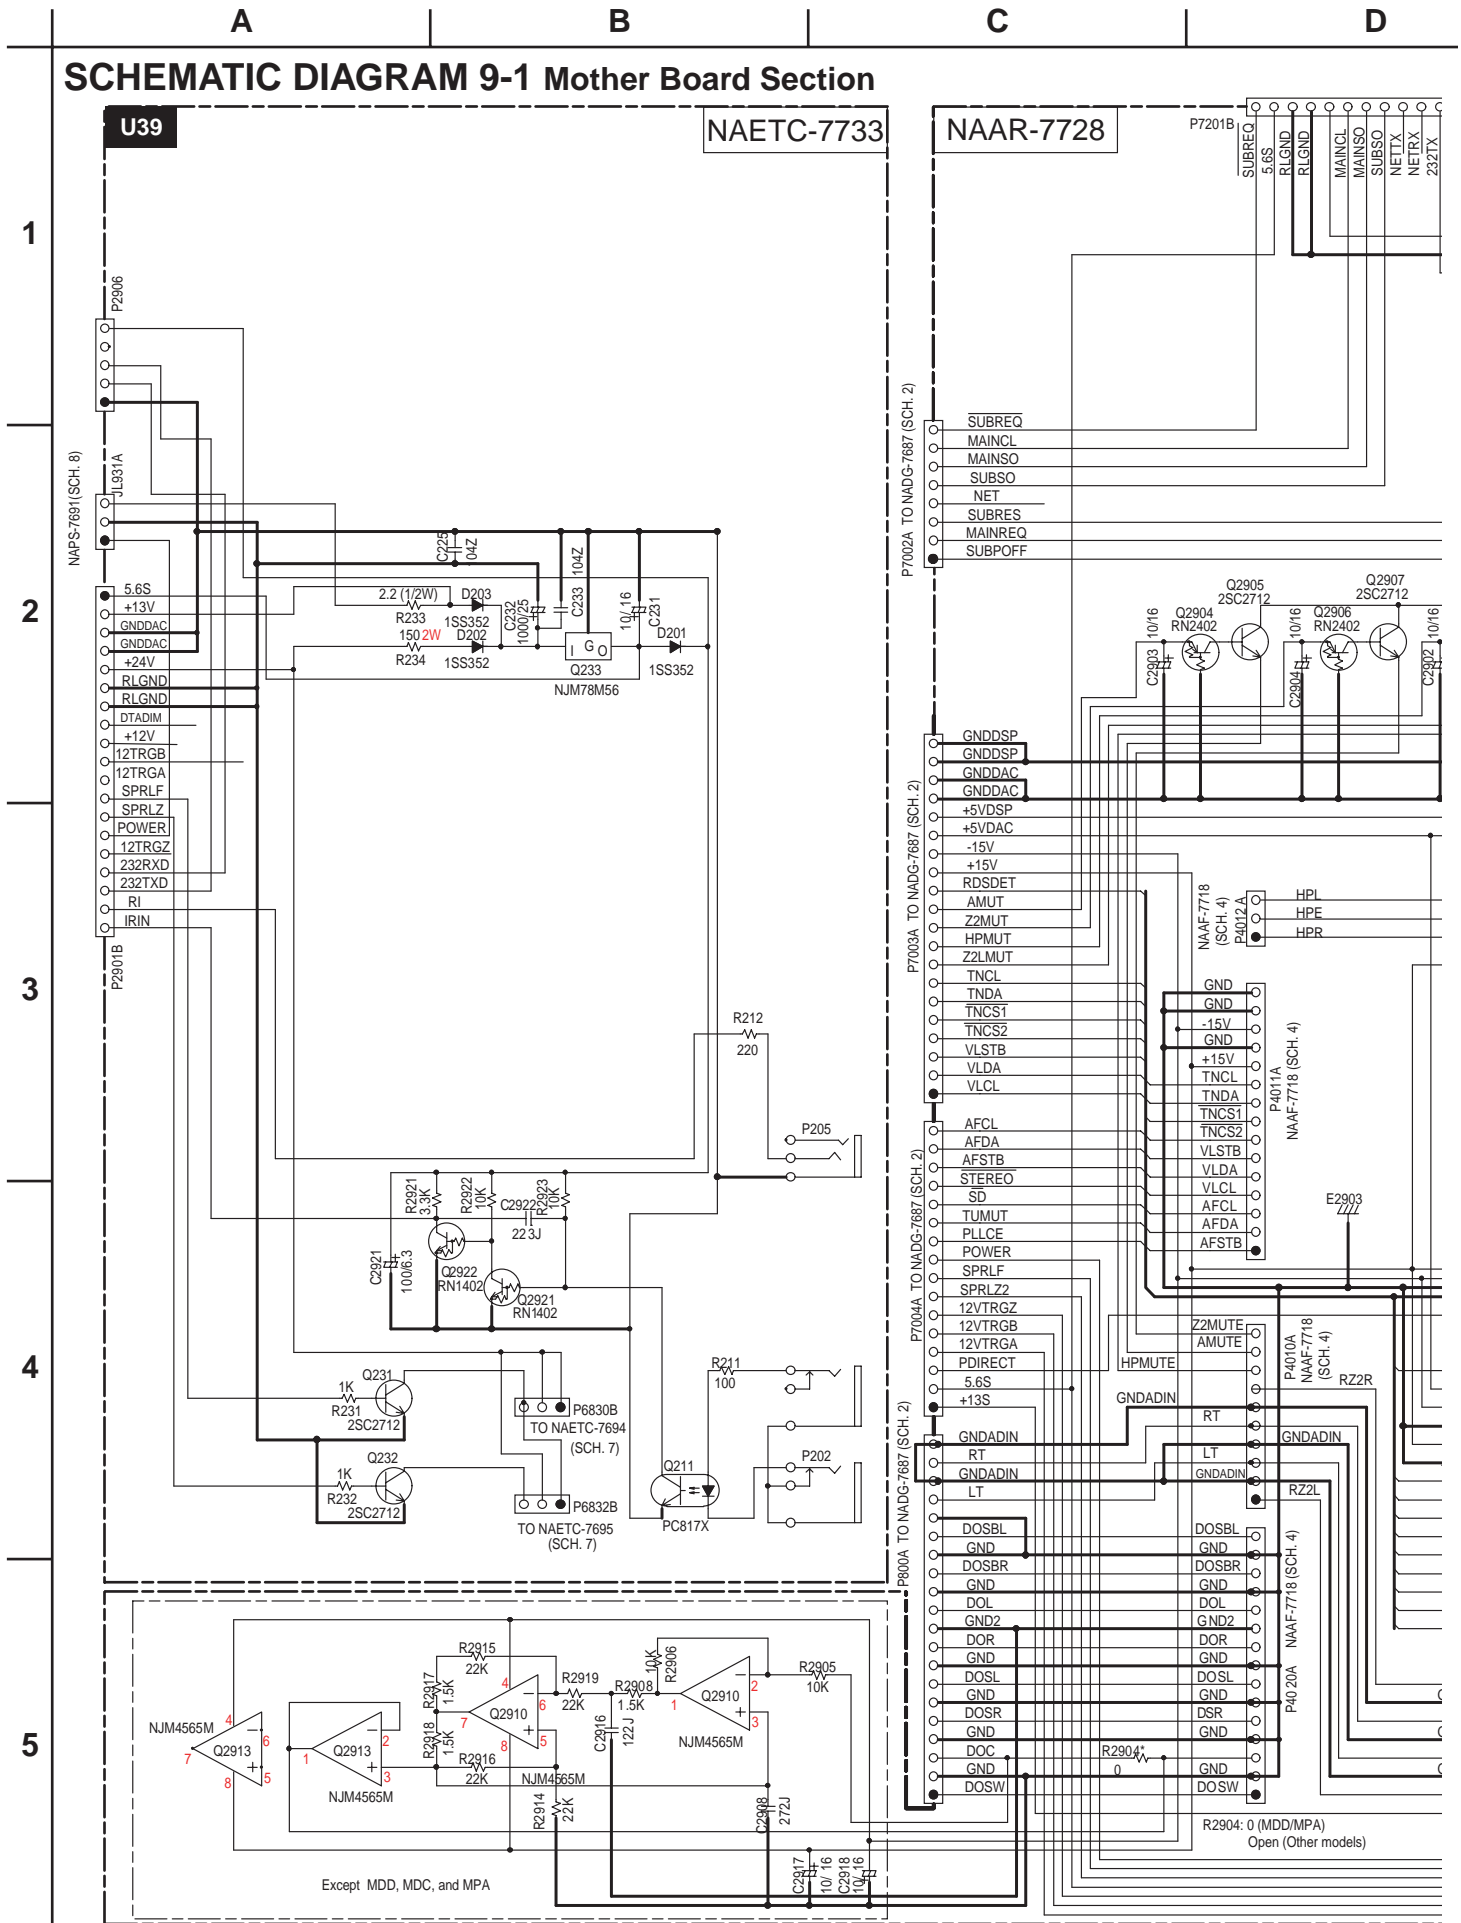 A B C D
SCHEMATIC DIAGRAM 9-1 Mother Board Section
1
2
3
4
5
U39
NAETC-7733
NAAR-7728
P7201B
SUBREQ
5.6S
RLGND
RLGND
MAINCL
MAINSO
SUBSO
NETTX
NETRX
232TX
P2906
JL931A
NAPS-7691(SCH. 8)
5.6S
+13V
GNDDAC
GNDDAC
+24V
RLGND
RLGND
DTADIM
+12V
12TRGB
12TRGA
SPRLF
SPRLZ
POWER
12TRGZ
232RXD
232TXD
RI
IRIN
P2901B
C225
104Z
2.2 (1/2W)
R233
D203
1SS352
150 2W
R234
D202
1SS352
C232
1000/25
C233
104Z
I G O
Q233
NJM78M56
10/ 16
C231
D201
1SS352
P7002A TO NADG-7687 (SCH. 2)
SUBREQ
MAINCL
MAINSO
SUBSO
NET
SUBRES
MAINREQ
SUBPOFF
Q2905
2SC2712
Q2907
2SC2712
Q2904
RN2402
Q2906
RN2402
10/16
C2903
10/16
C2904
10/16
C2902
P7003A TO NADG-7687 (SCH. 2)
GNDDSP
GNDDSP
GNDDAC
GNDDAC
+5VDSP
+5VDAC
-15V
+15V
RDSDET
AMUT
Z2MUT
HPMUT
Z2LMUT
TNCL
TNDA
TNCS1
TNCS2
VLSTB
VLDA
VLCL
NAAF-7718
(SCH. 4)
P4012 A
HPL
HPE
HPR
GND
GND
-15V
GND
+15V
TNCL
TNDA
TNCS1
TNCS2
VLSTB
VLDA
VLCL
AFCL
AFDA
AFSTB
P4011A
NAAF-7718 (SCH. 4)
E2903
R212
220
P205
P7004A TO NADG-7687 (SCH. 2)
AFCL
AFDA
AFSTB
STEREO
SD
TUMUT
PLLCE
POWER
SPRLF
SPRLZ2
12VTRGZ
12VTRGB
12VTRGA
PDIRECT
5.6S
+13S
R2921
3.3K
R2922
10K
R2923
10K
C2922
223J
C2921
100/6.3
Q2922
RN1402
Q2921
RN1402
Q231
1K
R231
2SC2712
Q232
1K
R232
2SC2712
P6830B
TO NAETC-7694
(SCH. 7)
P6832B
TO NAETC-7695
(SCH. 7)
R211
100
P202
Q211
PC817X
Z2MUTE
AMUTE
HPMUTE
P4010A
NAAF-7718
(SCH. 4)
RZ2R
GNDADIN
RT
GNDADIN
LT
GNDADIN
RZ2L
P800A TO NADG-7687 (SCH. 2)
GNDADIN
RT
GNDADIN
LT
DOSBL
GND
DOSBR
GND
DOL
GND2
DOR
GND
DOSL
GND
DOSR
GND
DOC
GND
DOSW
DOSBL
GND
DOSBR
GND
DOL
GND2
DOR
GND
DOSL
GND
DSR
GND
GND
DOSW
P40 20A NAAF-7718 (SCH. 4)
R2904*
0
R2904: 0 (MDD/MPA)
Open (Other models)
R2915
22K
R2917
1.5K
R2918
1.5K
R2916
22K
4
6
Q2910
7
5
8
NJM4565M
R2919
22K
R2908
1.5K
C2916
122J
R2914
22K
10K
R2906
2
Q2910
1
3
NJM4565M
R2905
10K
C2908
272J
NJM4565M
4
6
Q2913
7
5
8
2
Q2913
1
3
NJM4565M
C2917
10/ 16
C2918
10/ 16
Except MDD, MDC, and MPA